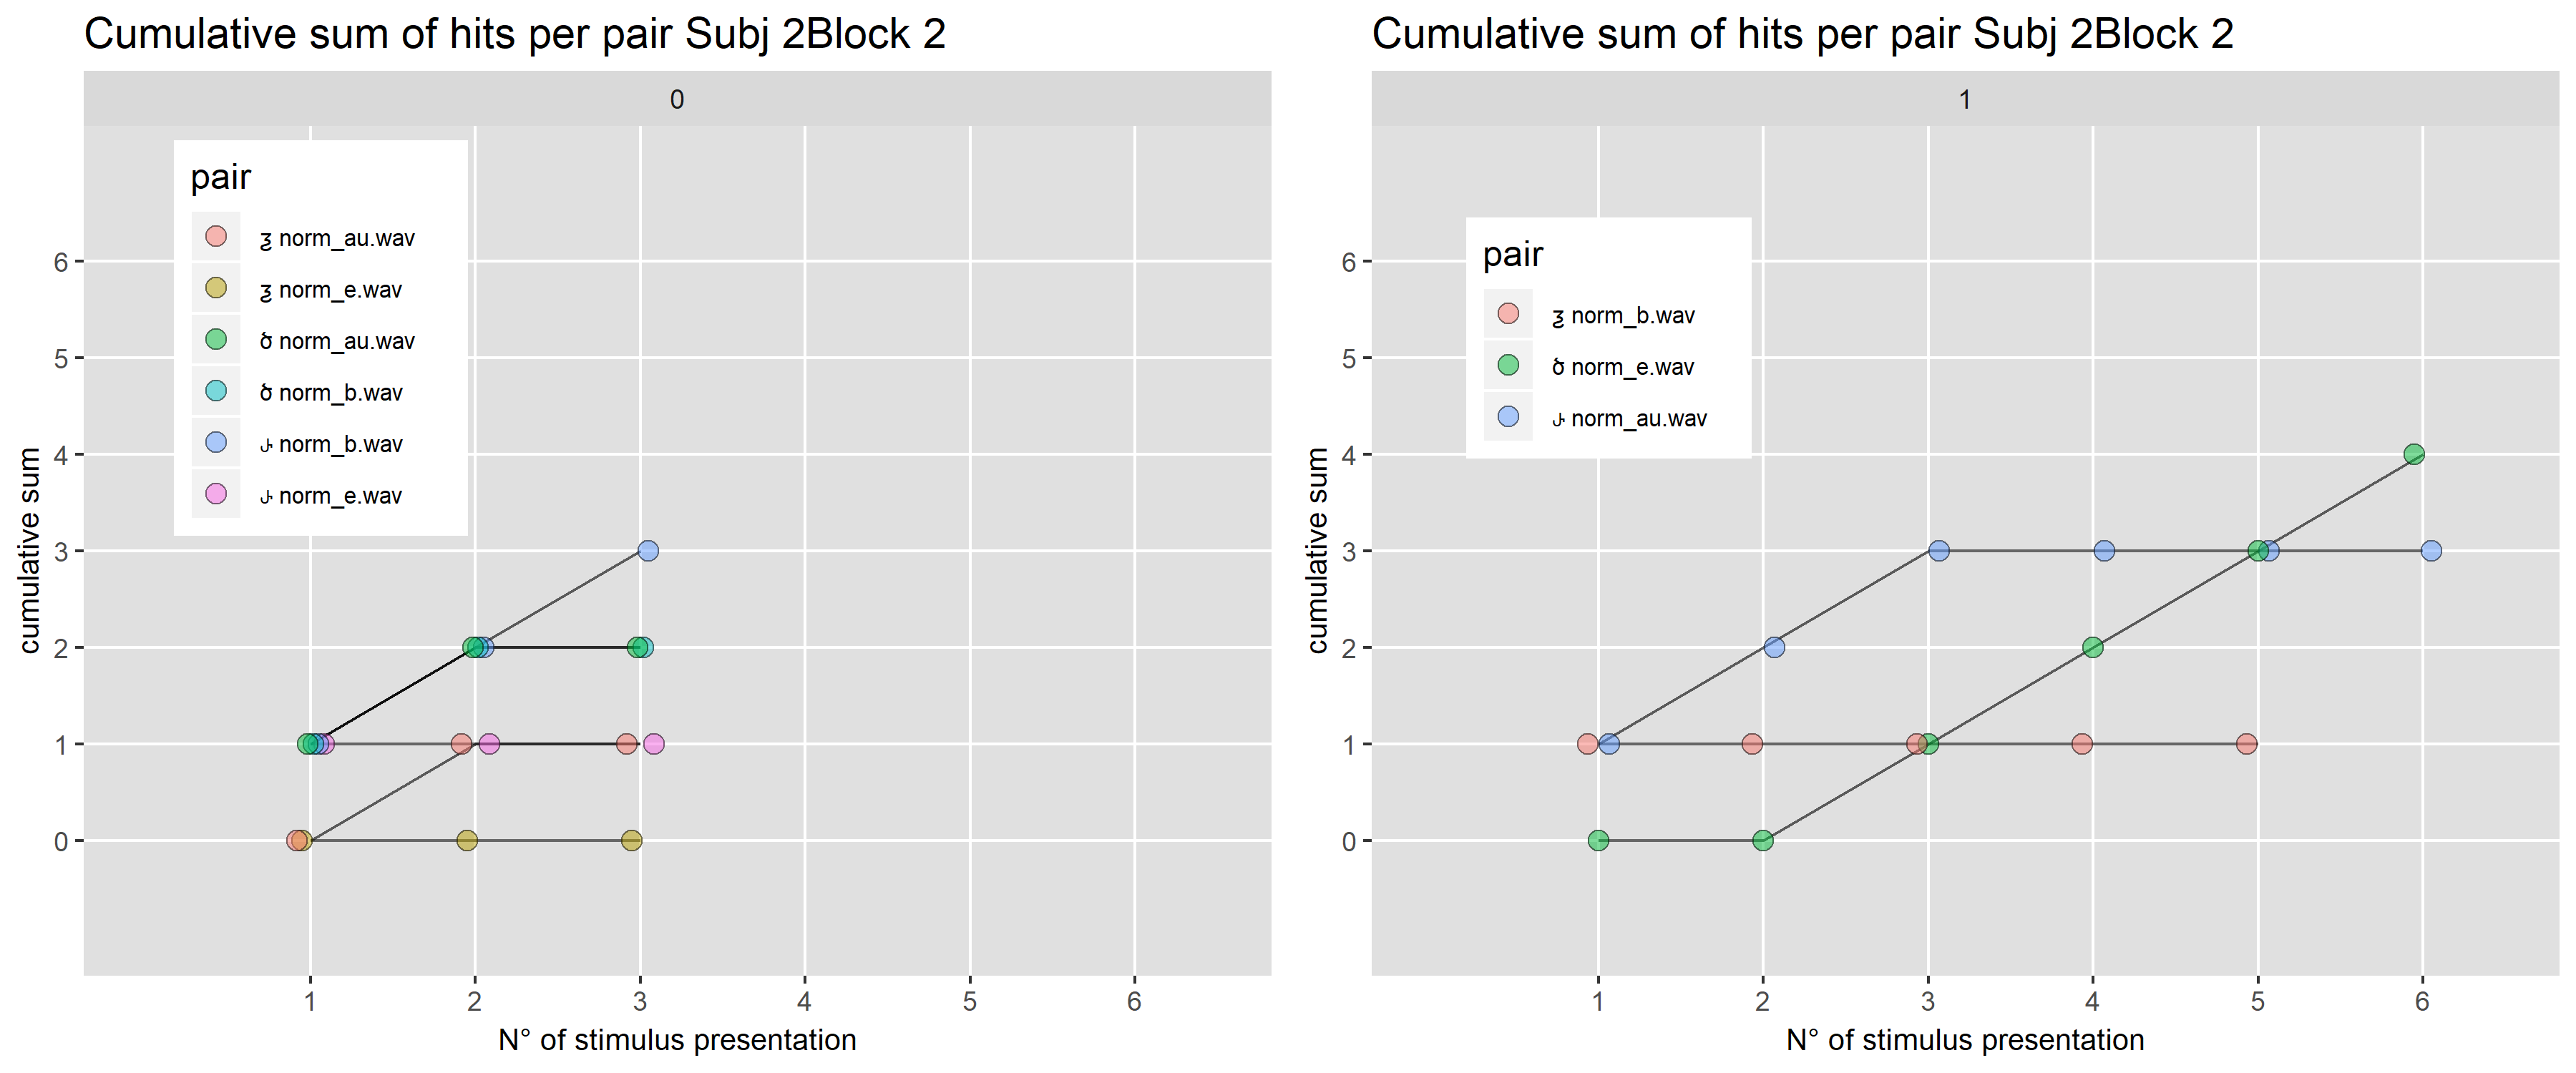 Cumulative sum of hits per pair Subj 2Block 2
0
pair
norm_au.wav
norm_e.wav
norm_au.wav
norm_b.wav
norm_b.wav
norm_e.wav
6
5
4
3
2
1
0
cumulative sum
1 2 3 4 5 6
N° of stimulus presentation
Cumulative sum of hits per pair Subj 2Block 2
1
pair
norm_b.wav
norm_e.wav
norm_au.wav
6
5
4
3
2
1
0
cumulative sum
1 2 3 4 5 6
N° of stimulus presentation